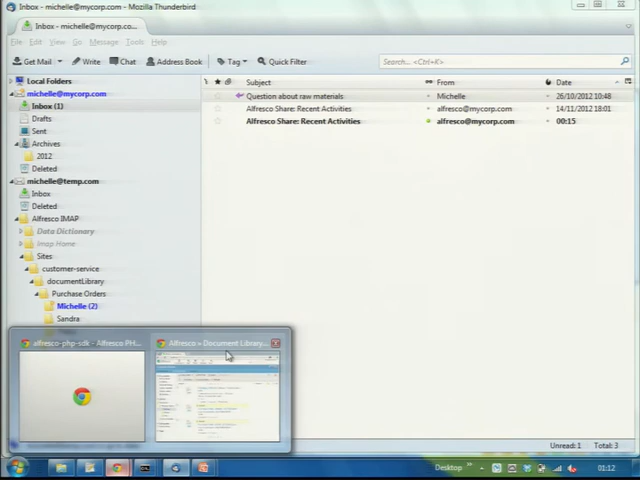 Inbox - michelle@mycorp.com - Mozilla Thunderbird
Inbox - michelle@mycorp.co...
File Edit View Go Message Tools Help
Get Mail Write Chat Address Book Tag Quick Filter Search... <Ctrl+K>
Subject From Date
Local Folders
michelle@mycorp.com
Inbox (1)
Drafts
Sent
Archives
2012
Deleted
michelle@temp.com
Inbox
Deleted
Alfresco IMAP
Data Dictionary
Imap Home
Sites
customer-service
documentLibrary
Purchase Orders
Michelle (2)
Sandra
Question about raw materials Michelle 26/10/2012 10:48
Alfresco Share: Recent Activities alfresco@mycorp.com 14/11/2012 18:01
Alfresco Share: Recent Activities alfresco@mycorp.com 00:15
alfresco-php-sdk - Alfresco PH...
Alfresco » Document Library...
Unread: 1 Total: 3
Desktop 01:12